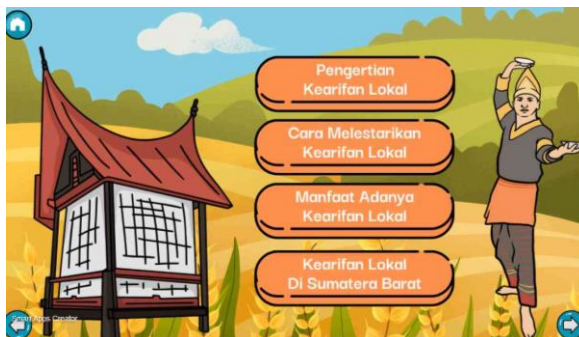 Pengertian
Kearifan Lokal
Cara Melestarikan
Kearifan Lokal
Manfaat Adanya
Kearifan Lokal
Kearifan Lokal
Di Sumatera Barat
Smart Apps Creator